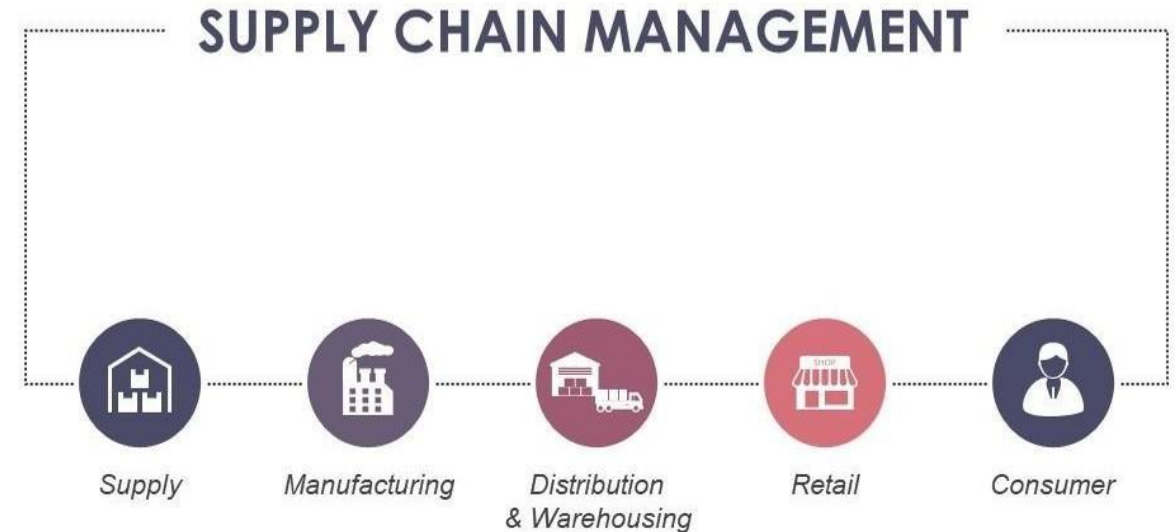 SUPPLY CHAIN MANAGEMENT
SHOP
Supply
Manufacturing
Distribution
& Warehousing
Retail
Consumer